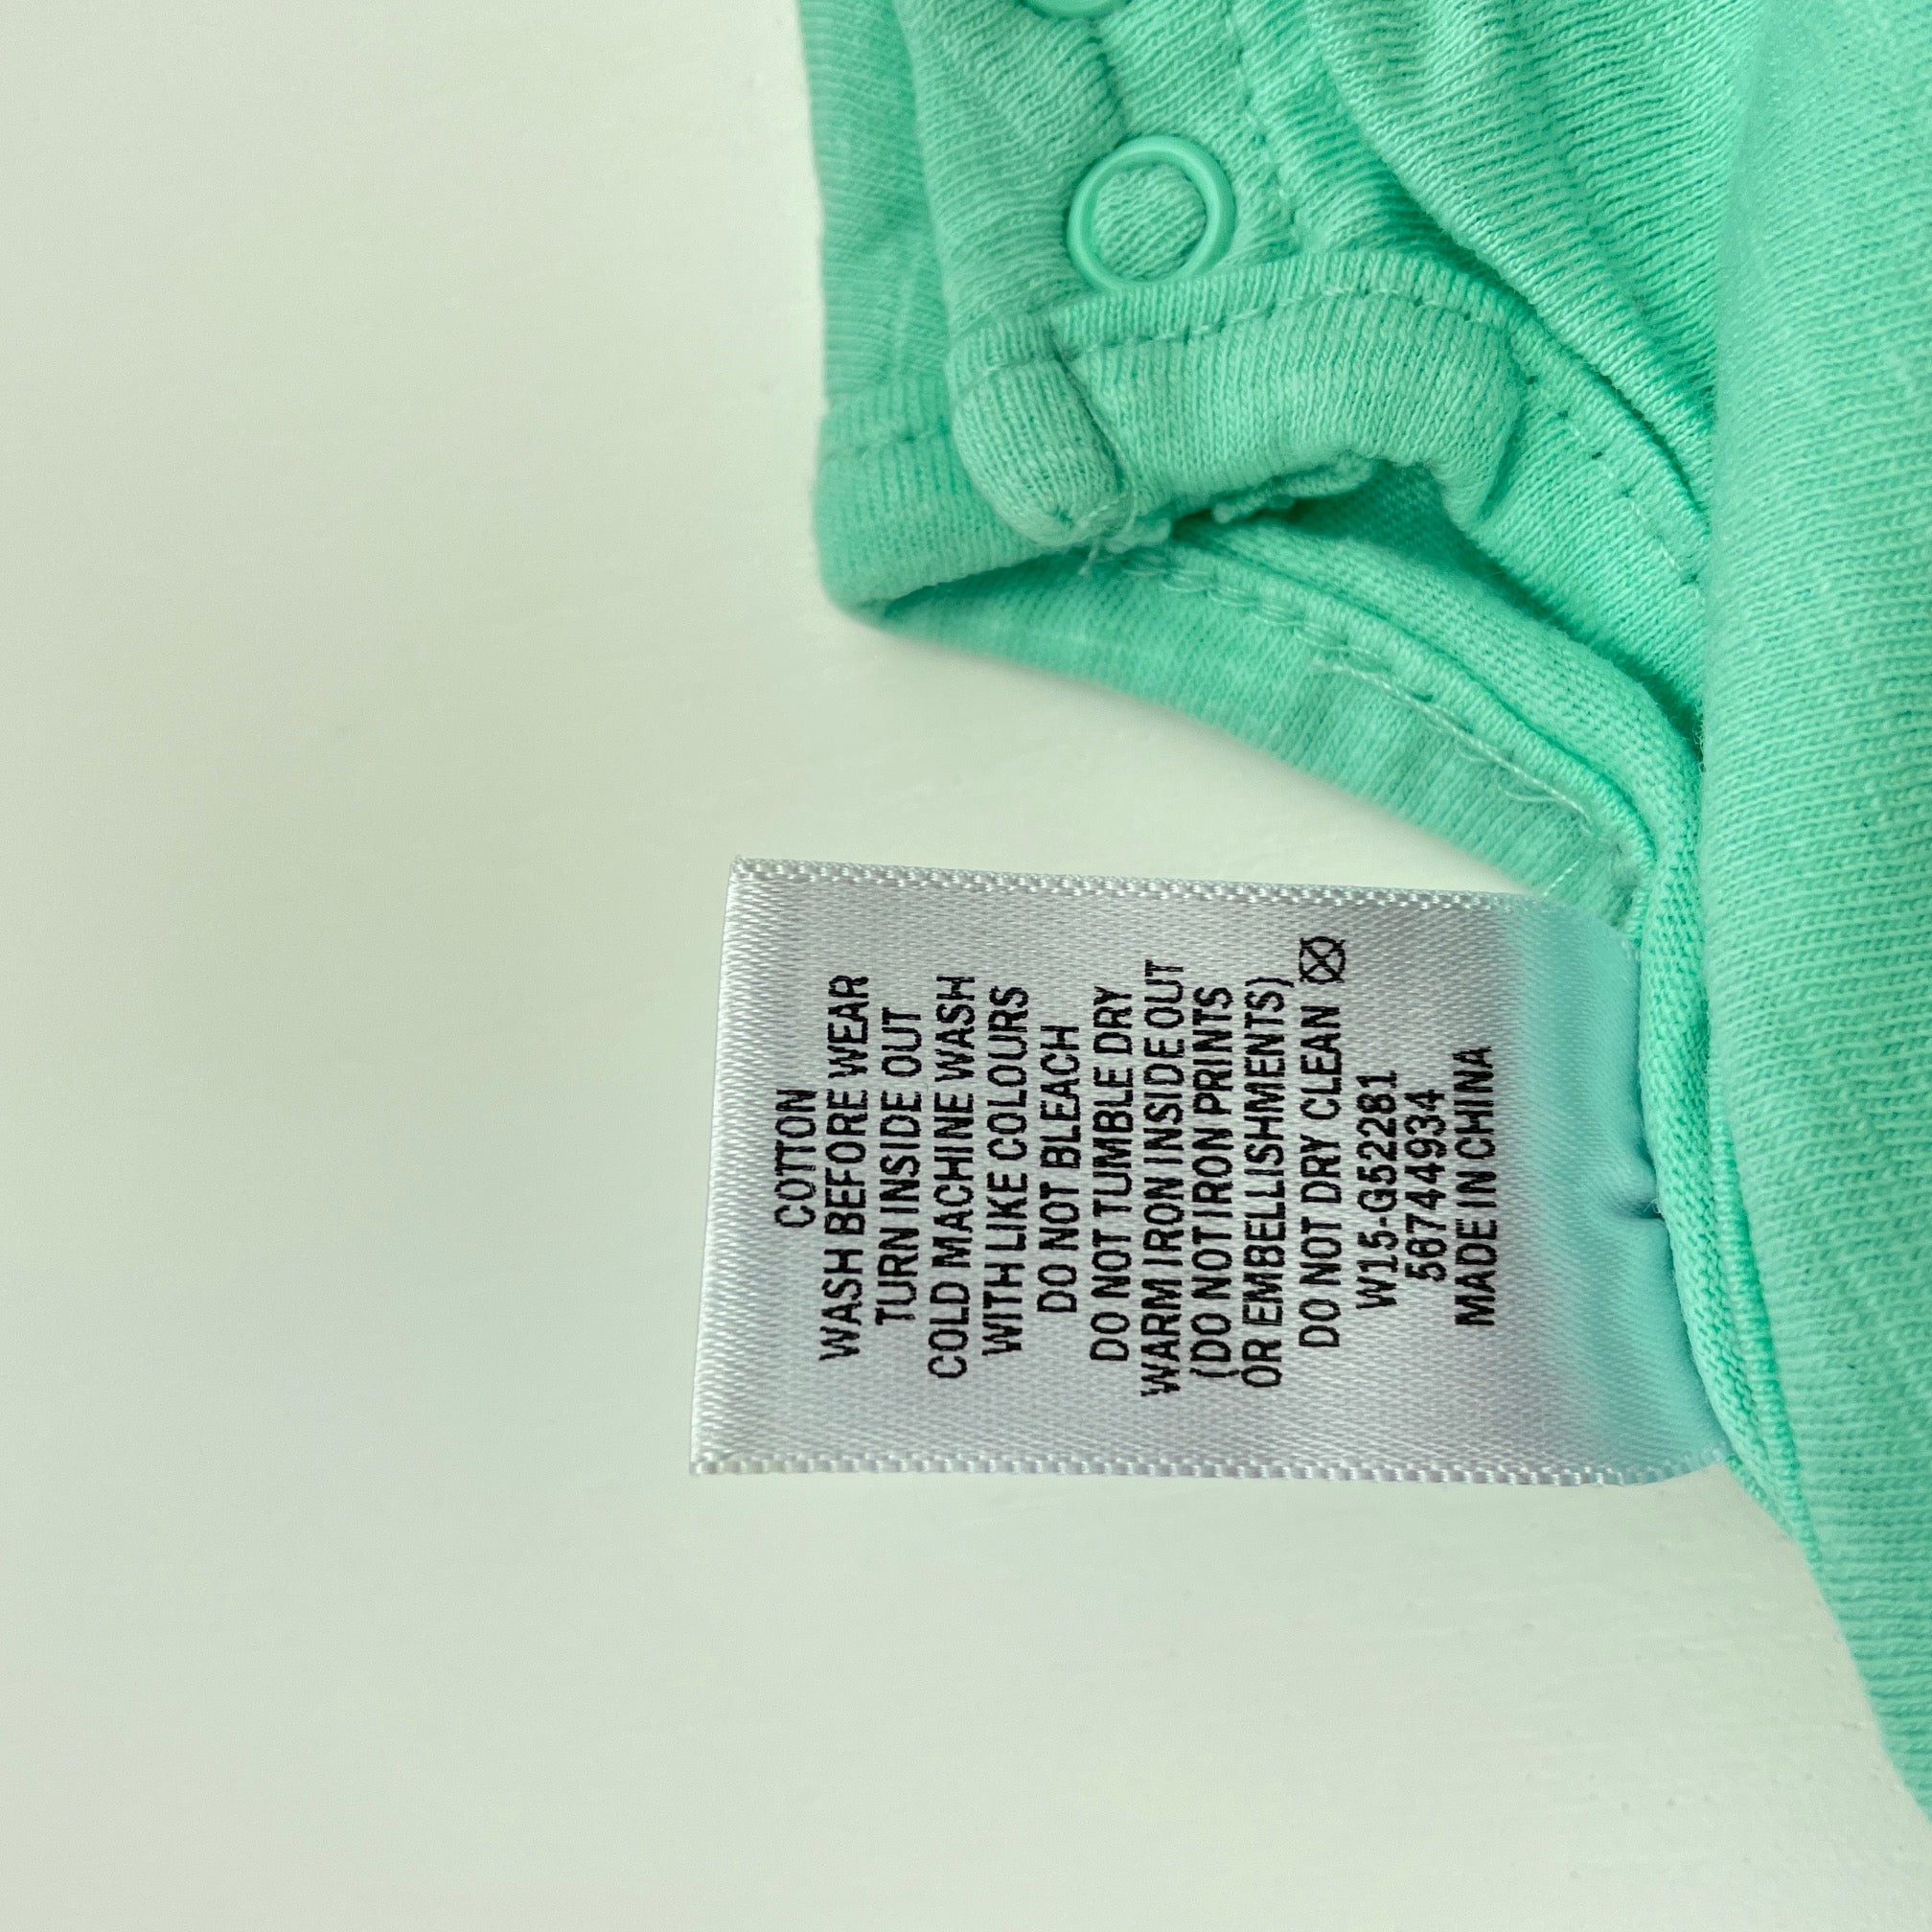 COTTON
WASH BEFORE WEAR
TURN INSIDE OUT
COLD MACHINE WASH
WITH LIKE COLOURS
DO NOT BLEACH
DO NOT TUMBLE DRY
WARM IRON INSIDE OUT
(DO NOT IRON PRINTS
OR EMBELLISHMENTS)
DO NOT DRY CLEAN
W15-G52281
56744934
MADE IN CHINA